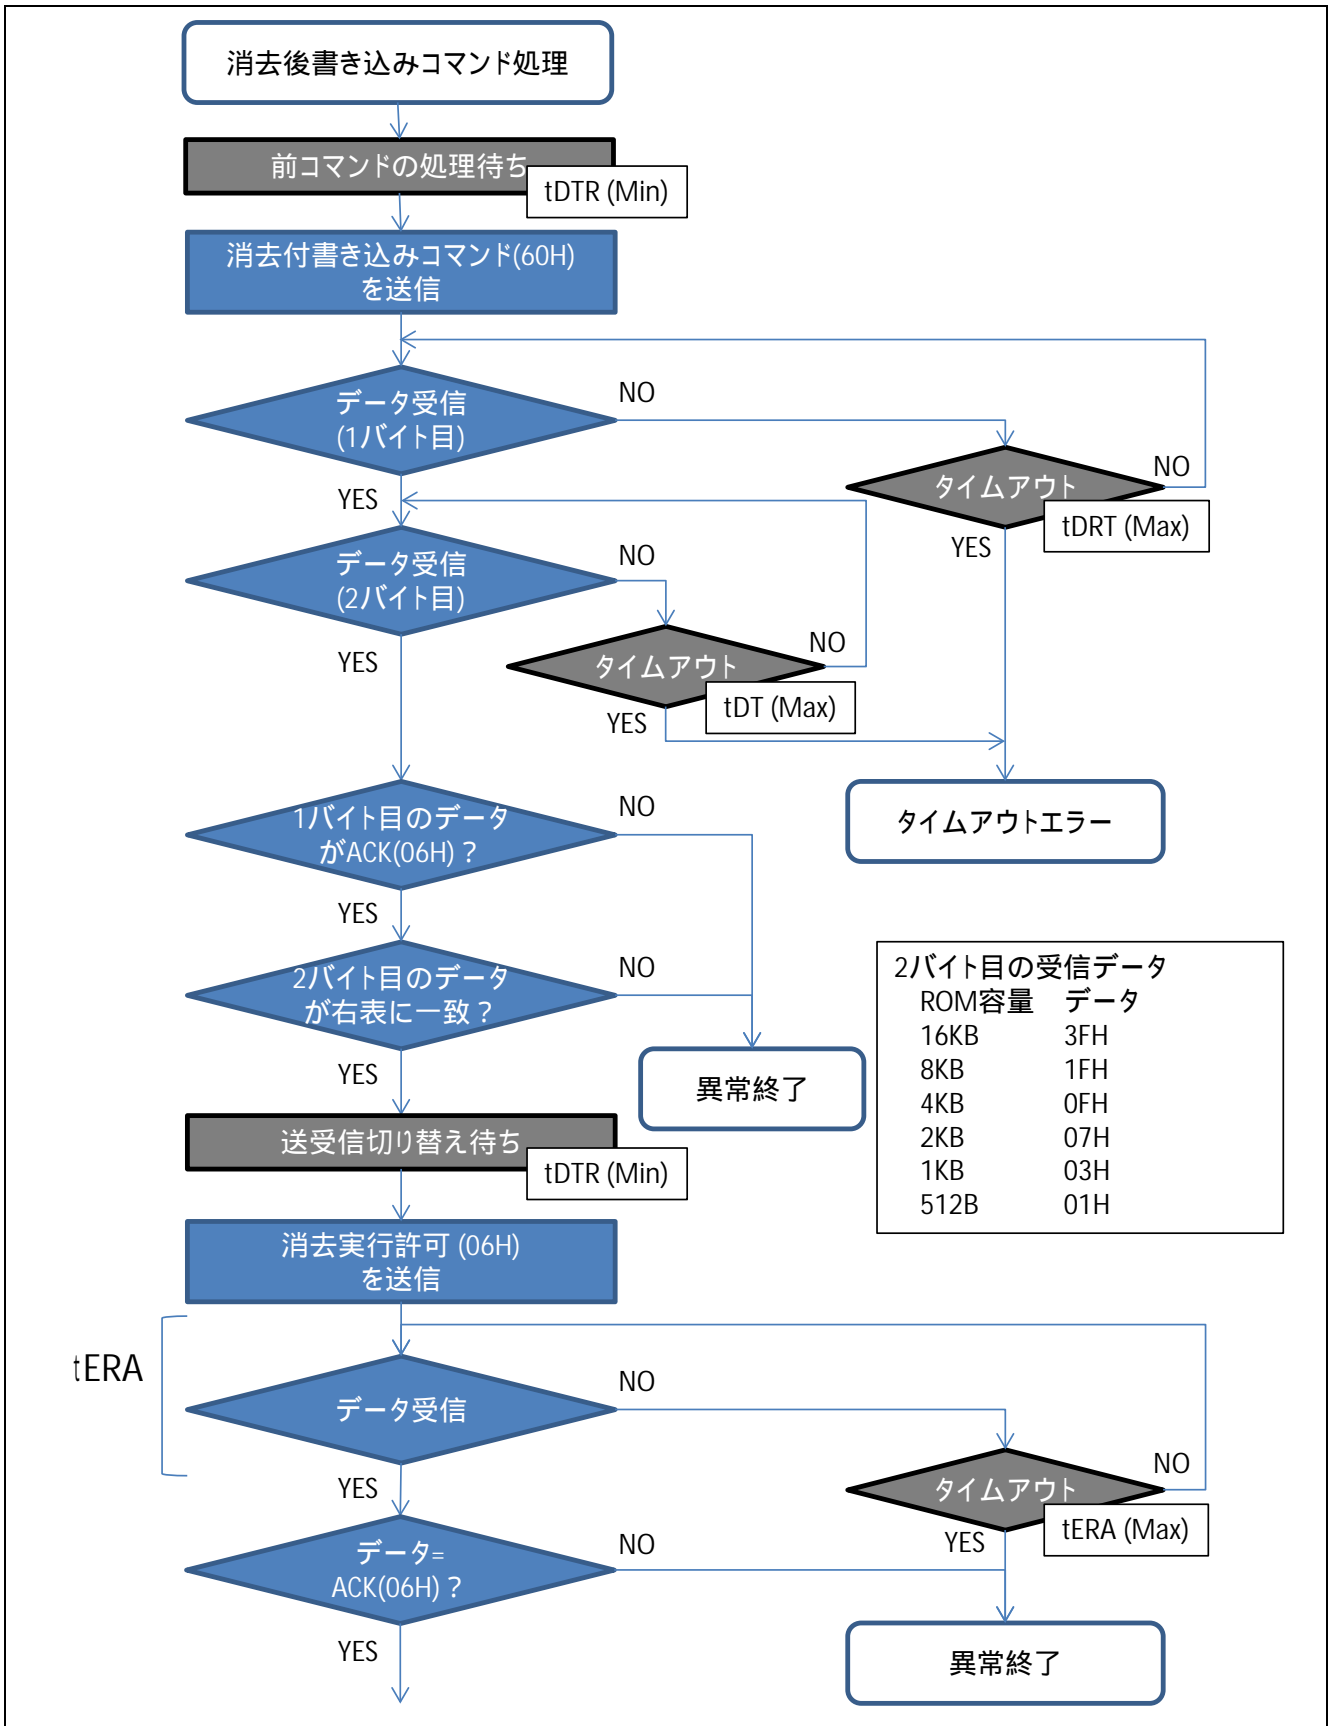 消去後書き込みコマンド処理
前コマンドの処理待ち
tDTR (Min)
消去付書き込みコマンド(60H)
を送信
データ受信
(1バイト目)
NO
YES
タイムアウト
NO
tDRT (Max)
YES
データ受信
(2バイト目)
NO
YES
タイムアウト
NO
tDT (Max)
YES
タイムアウトエラー
1バイト目のデータ
がACK(06H)？
NO
YES
2バイト目のデータ
が右表に一致？
NO
YES
異常終了
2バイト目の受信データ
ROM容量 データ
16KB 3FH
8KB 1FH
4KB 0FH
2KB 07H
1KB 03H
512B 01H
送受信切り替え待ち
tDTR (Min)
消去実行許可 (06H)
を送信
tERA
データ受信
NO
YES
タイムアウト
NO
tERA (Max)
YES
データ=
ACK(06H)？
NO
YES
異常終了